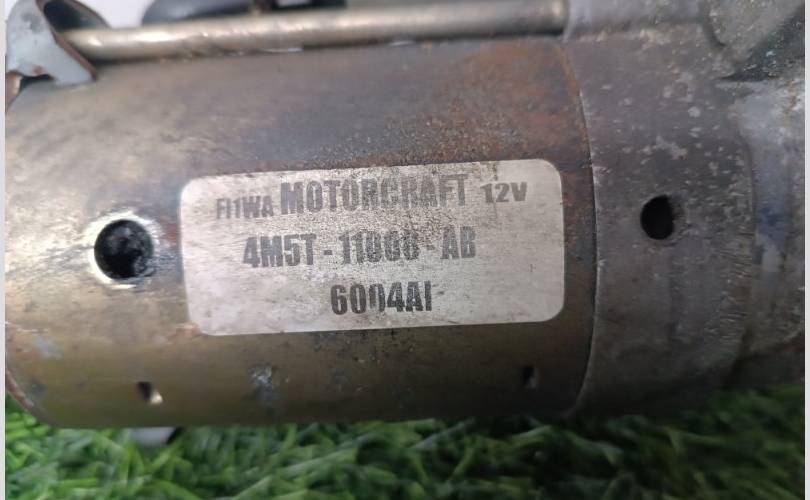 FI1WA MOTORCRAFT 12V
4M5T - 11000 - AB
6004AI